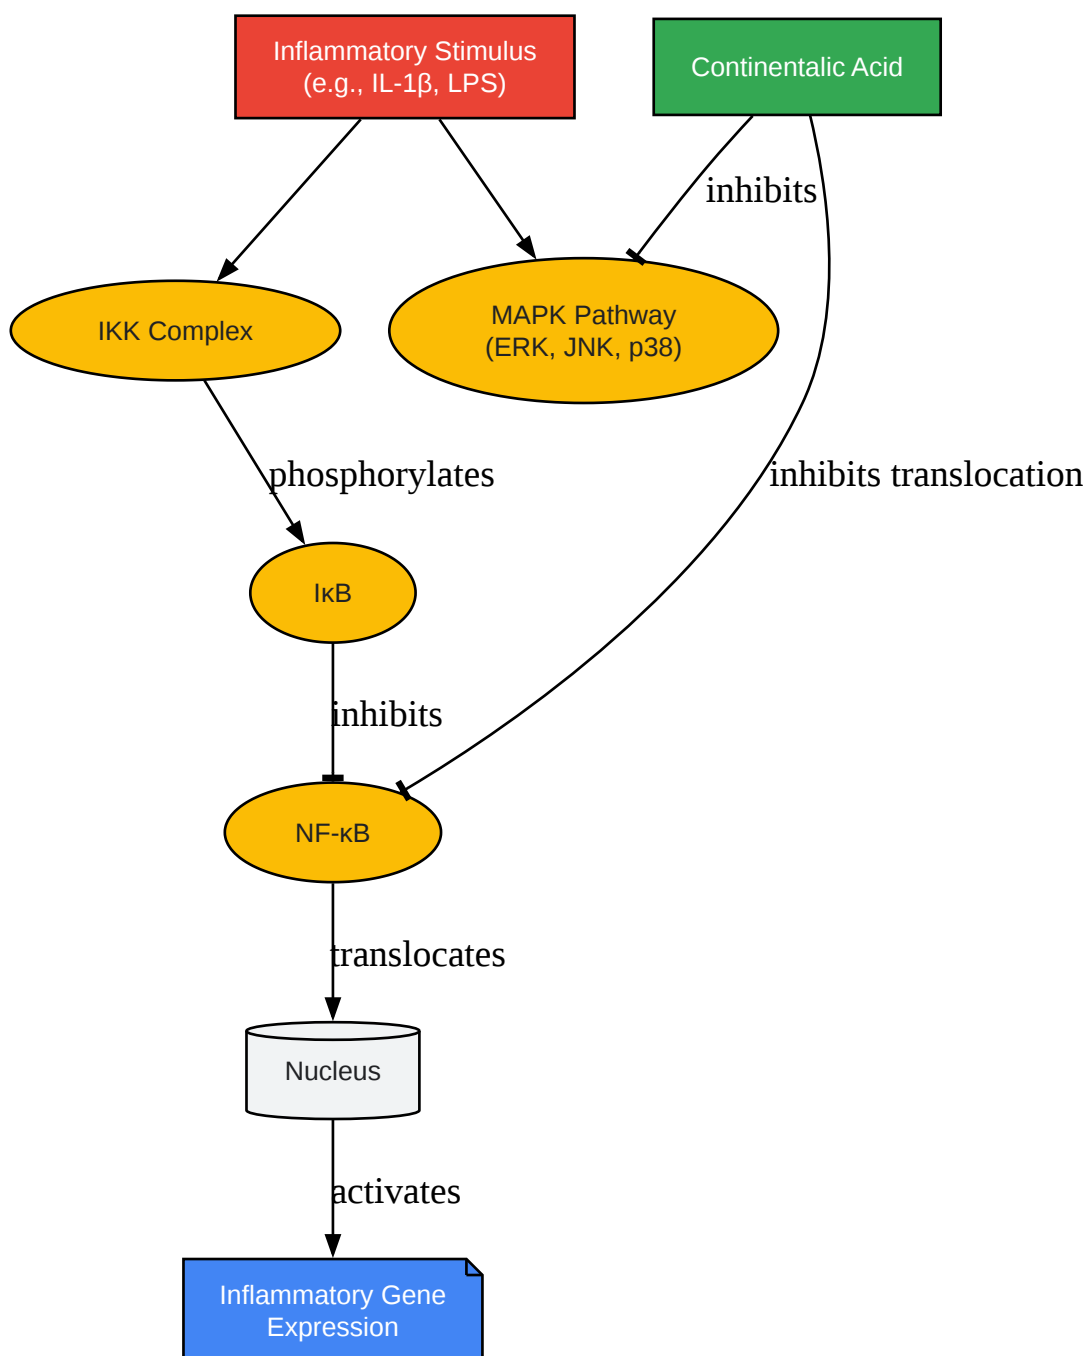 Inflammatory Stimulus
(e.g., IL-1β, LPS)
Continentalic Acid
inhibits
IKK Complex
MAPK Pathway
(ERK, JNK, p38)
phosphorylates
inhibits translocation
IκB
inhibits
NF-κB
translocates
Nucleus
activates
Inflammatory Gene
Expression